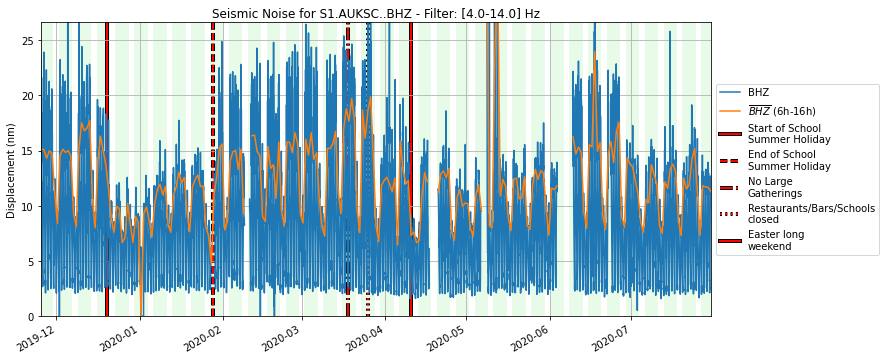 Seismic Noise for S1.AUKSC..BHZ - Filter: [4.0-14.0] Hz
25
20
15
10
5
0
Displacement (nm)
2019-12
2020-01
2020-02
2020-03
2020-04
2020-05
2020-06
2020-07
BHZ
BHZ (6h-16h)
Start of School
Summer Holiday
End of School
Summer Holiday
No Large
Gatherings
Restaurants/Bars/Schools
closed
Easter long
weekend